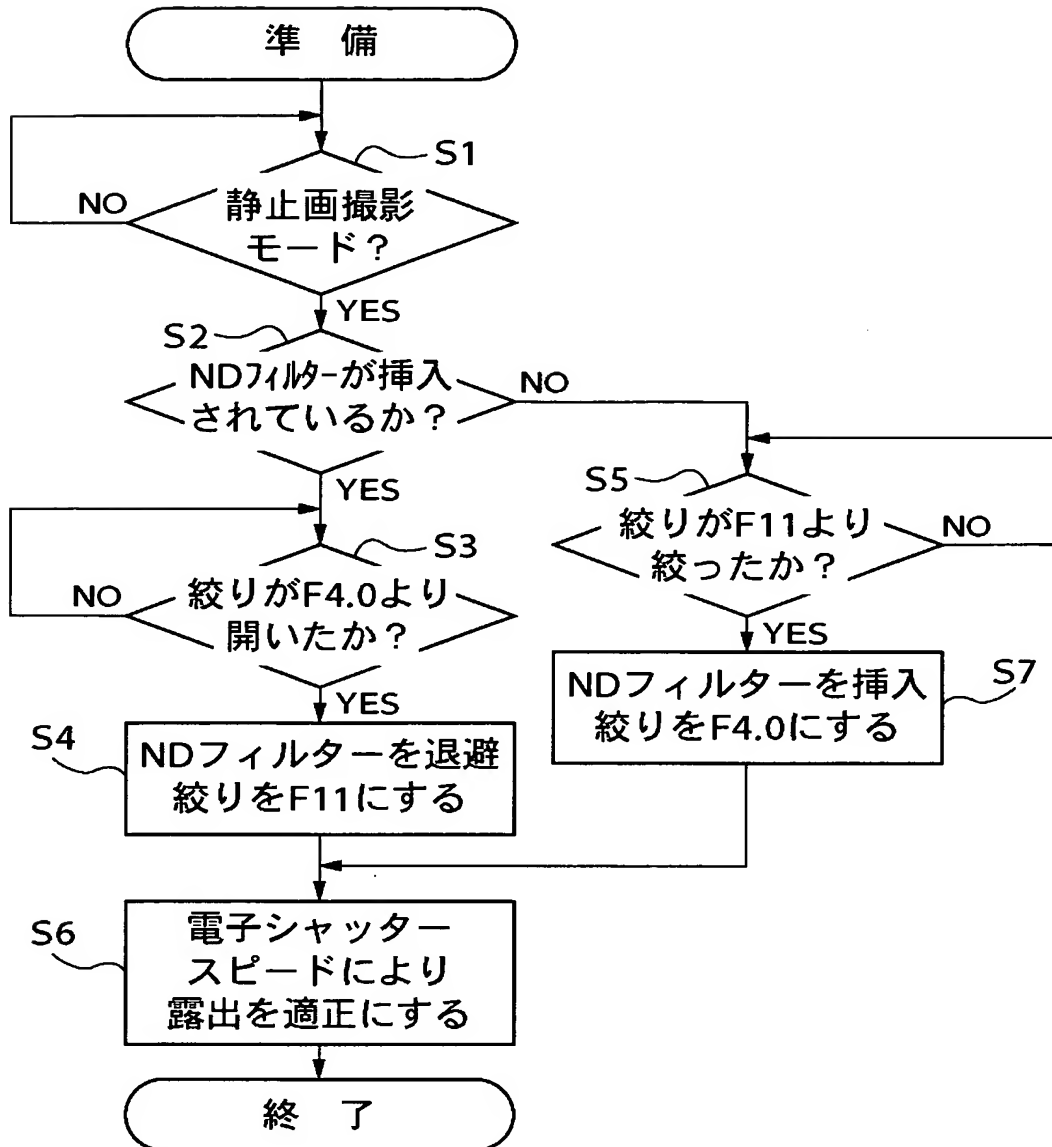 準 備
S1
静止画撮影
モード?
NO
YES
S2
NDフィルターが挿入
されているか?
NO
YES
S3
絞りがF4.0より
開いたか?
NO
YES
S4
NDフィルターを退避
絞りをF11にする
S5
絞りがF11より
絞ったか?
NO
YES
S7
NDフィルターを挿入
絞りをF4.0にする
S6
電子シャッター
スピードにより
露出を適正にする
終 了